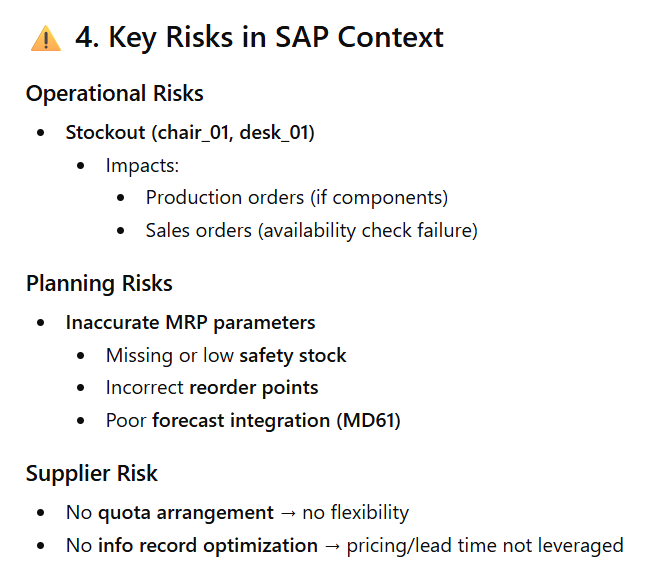 ⚠️ 4. Key Risks in SAP Context
Operational Risks
• Stockout (chair_01, desk_01)
• Impacts:
• Production orders (if components)
• Sales orders (availability check failure)
Planning Risks
• Inaccurate MRP parameters
• Missing or low safety stock
• Incorrect reorder points
• Poor forecast integration (MD61)
Supplier Risk
• No quota arrangement → no flexibility
• No info record optimization → pricing/lead time not leveraged